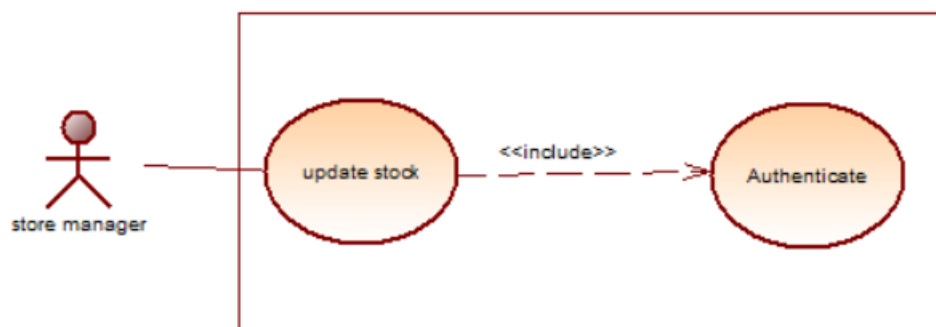 <<include>>
update stock
Authenticate
store manager